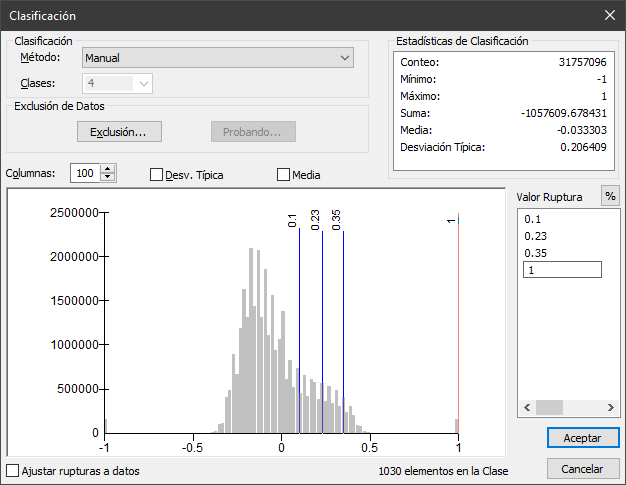 Clasificación
Clasificación
Método:
Manual
Clases:
4
Exclusión de Datos
Exclusión...
Probando...
Estadísticas de Clasificación
Conteo: 31757096
Mínimo: -1
Máximo: 1
Suma: -1057609.678431
Media: -0.033303
Desviación Típica: 0.206409
Columnas:
100
Desv. Típica
Media
Valor Ruptura
%
0.1
0.23
0.35
1
2500000
2000000
1500000
1000000
500000
0
0.1
0.23
0.35
1
-1 -0.5 0 0.5 1
Ajustar rupturas a datos
1030 elementos en la Clase
Aceptar
Cancelar